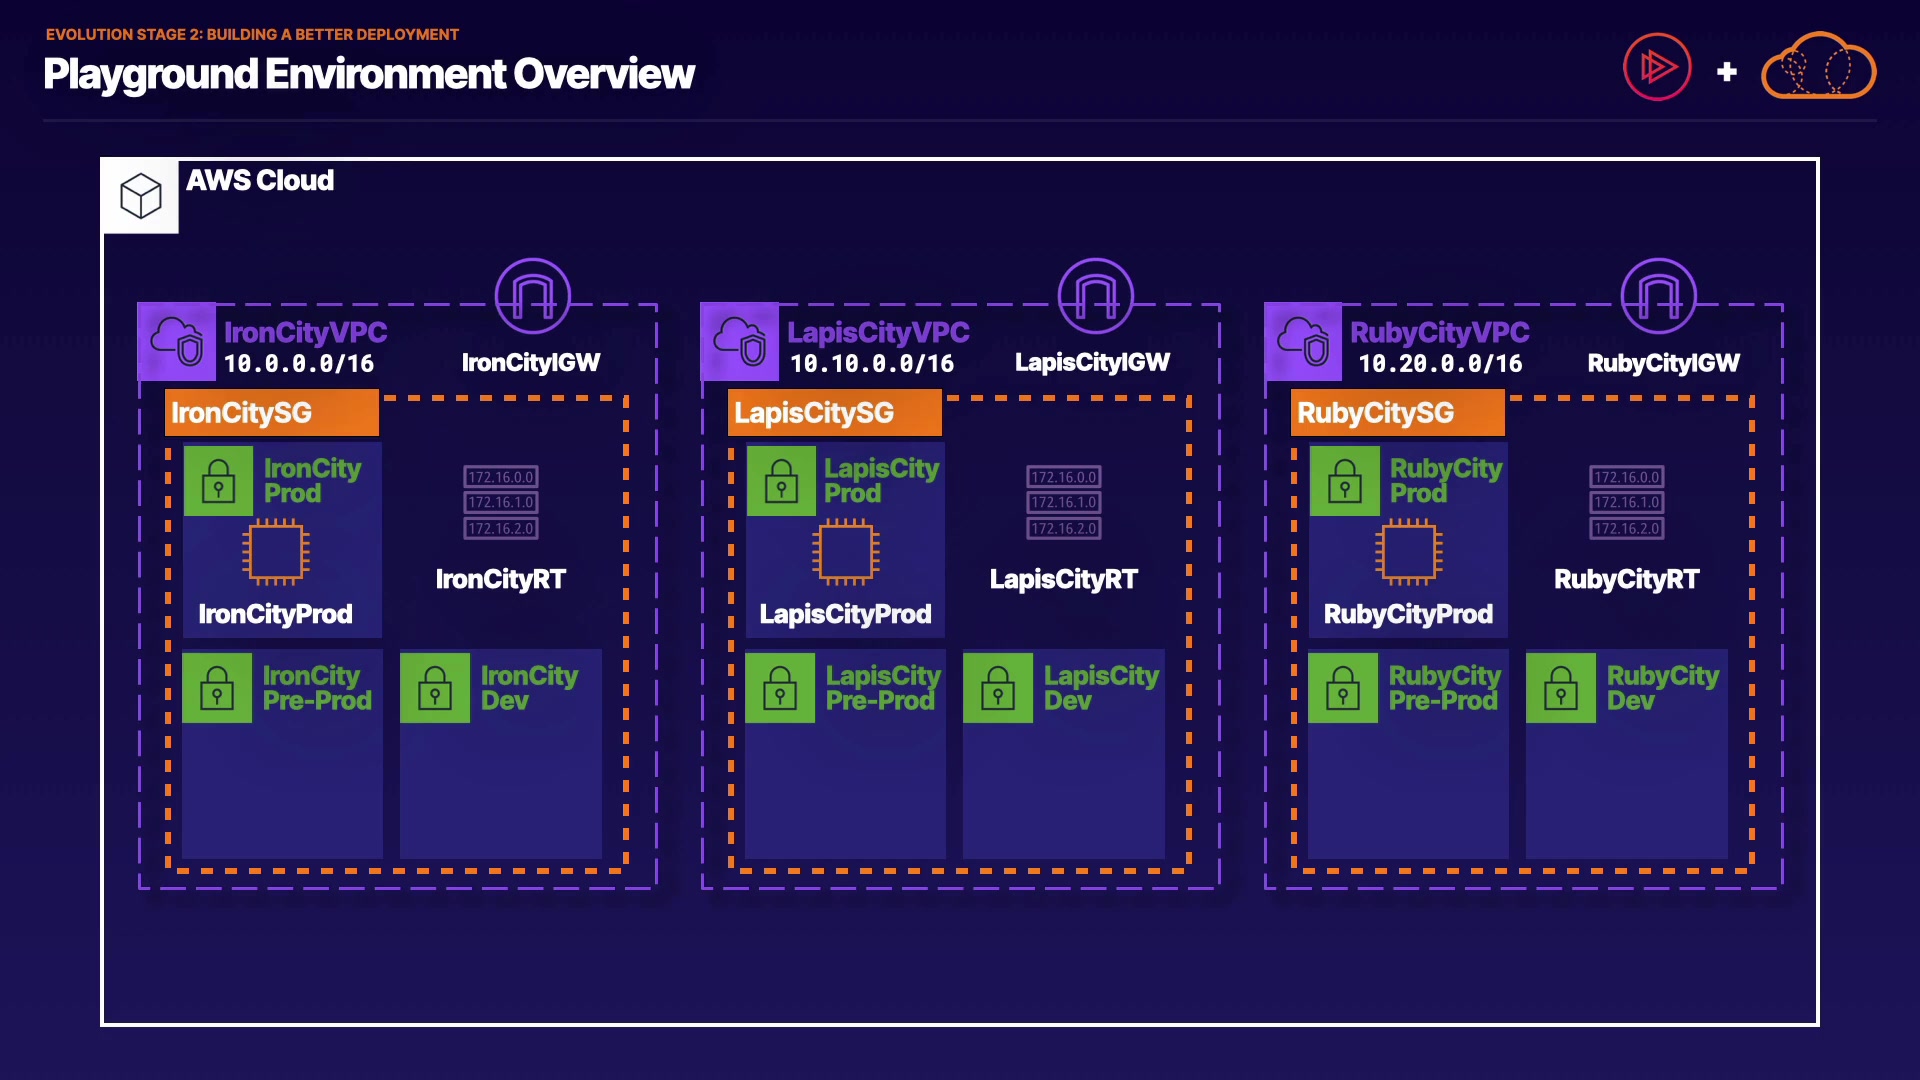 EVOLUTION STAGE 2: BUILDING A BETTER DEPLOYMENT
Playground Environment Overview
AWS Cloud
IronCityVPC
10.0.0.0/16
IronCityIGW
IronCitySG
IronCity
Prod
172.16.0.0
172.16.1.0
172.16.2.0
IronCityRT
IronCityProd
IronCity
Pre-Prod
IronCity
Dev
LapisCityVPC
10.10.0.0/16
LapisCityIGW
LapisCitySG
LapisCity
Prod
172.16.0.0
172.16.1.0
172.16.2.0
LapisCityRT
LapisCityProd
LapisCity
Pre-Prod
LapisCity
Dev
RubyCityVPC
10.20.0.0/16
RubyCityIGW
RubyCitySG
RubyCity
Prod
172.16.0.0
172.16.1.0
172.16.2.0
RubyCityRT
RubyCityProd
RubyCity
Pre-Prod
RubyCity
Dev